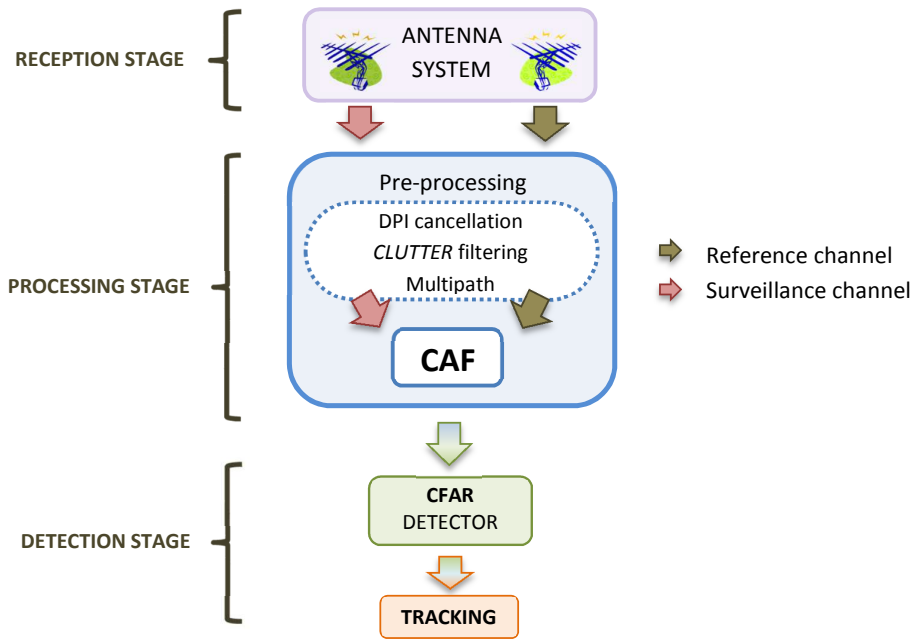 RECEPTION STAGE
ANTENNA
SYSTEM
PROCESSING STAGE
Pre-processing
DPI cancellation
CLUTTER filtering
Multipath
CAF
Reference channel
Surveillance channel
DETECTION STAGE
CFAR
DETECTOR
TRACKING